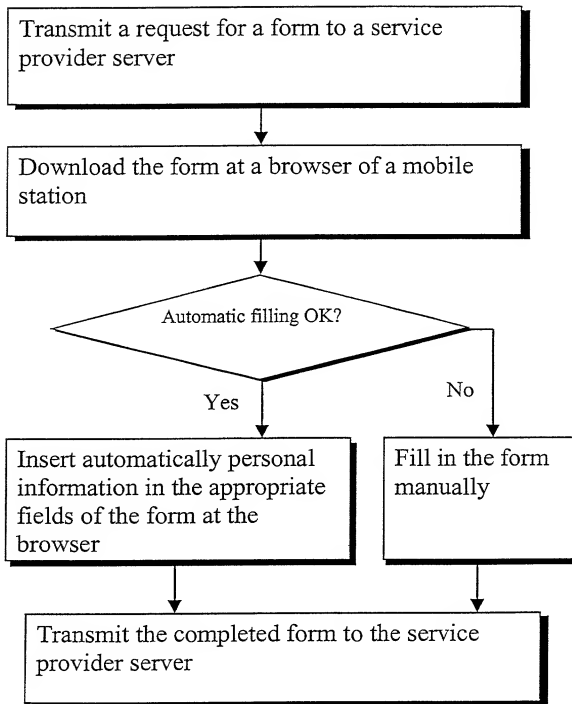 Transmit a request for a form to a service
provider server
Download the form at a browser of a mobile
station
Automatic filling OK?
Yes
No
Insert automatically personal
information in the appropriate
fields of the form at the
browser
Fill in the form
manually
Transmit the completed form to the service
provider server